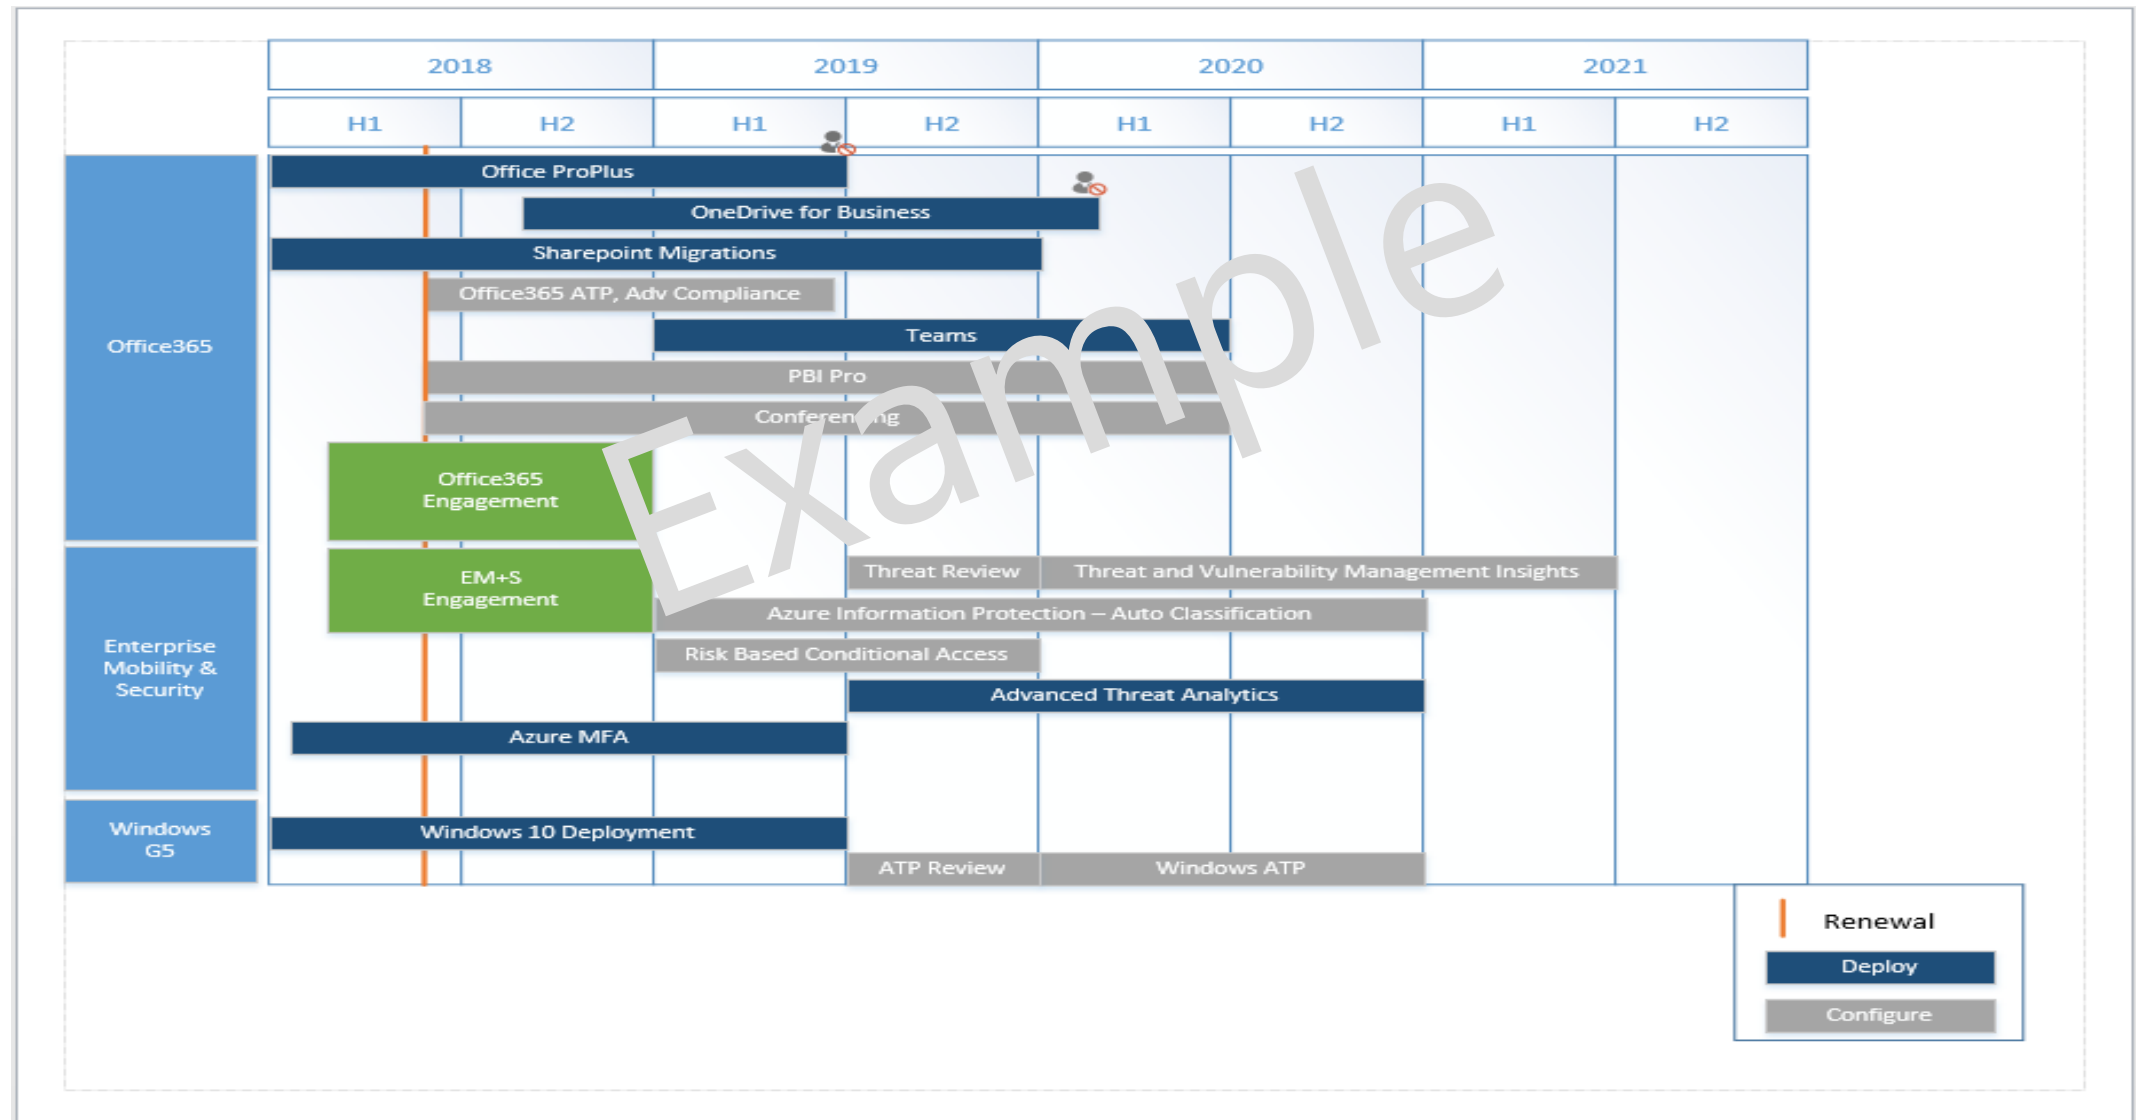 2018 2019 2020 2021
H1 H2 H1 H2 H1 H2 H1 H2
Office365
Office ProPlus
OneDrive for Business
Sharepoint Migrations
Office365 ATP, Adv Compliance
Teams
PBI Pro
Conferencing
Office365
Engagement
Example
Enterprise
Mobility &
Security
EM+S
Engagement
Threat Review Threat and Vulnerability Management Insights
Azure Information Protection – Auto Classification
Risk Based Conditional Access
Advanced Threat Analytics
Azure MFA
Windows
G5
Windows 10 Deployment
ATP Review Windows ATP
Renewal
Deploy
Configure